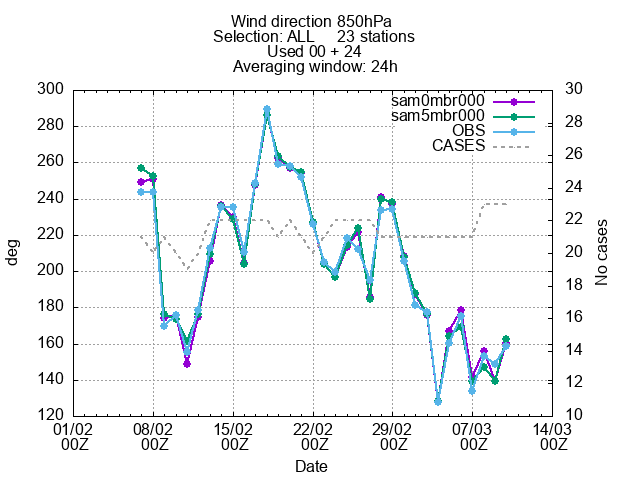 Wind direction 850hPa
Selection: ALL 23 stations
Used 00 + 24
Averaging window: 24h
sam0mbr000
sam5mbr000
OBS
CASES
300
280
260
240
220
200
180
160
140
120
deg
30
28
26
24
22
20
18
16
14
12
10
No cases
01/02 08/02 15/02 22/02 29/02 07/03 14/03
00Z 00Z 00Z 00Z 00Z 00Z 00Z
Date